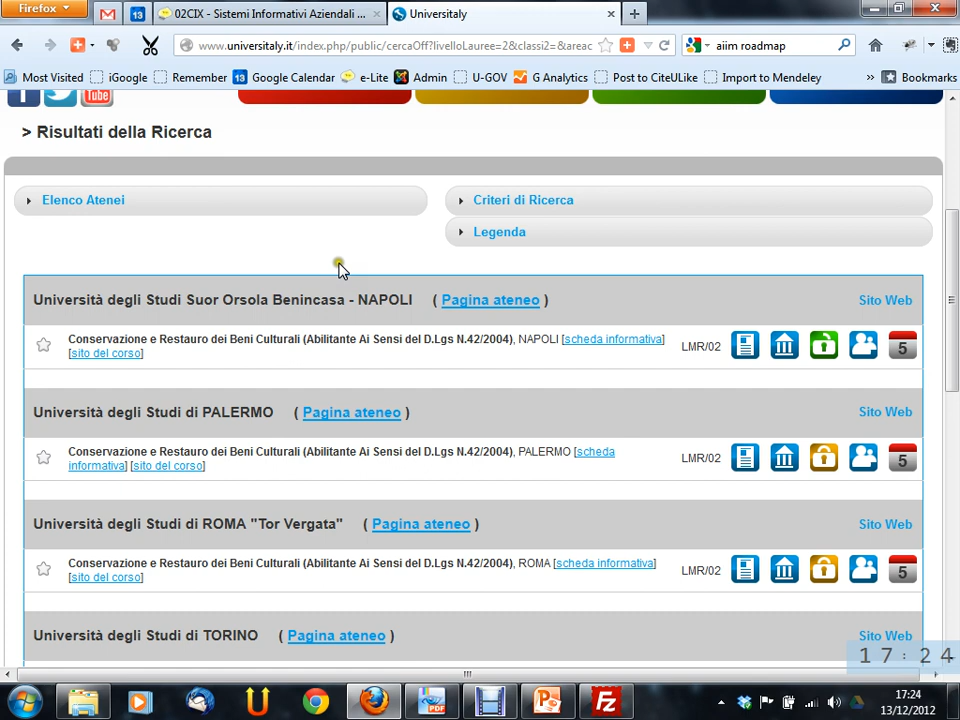 Firefox
13
02CIX - Sistemi Informativi Aziendali ...
Universitaly
www.universitaly.it/index.php/public/cercaOff?livelloLauree=2&classi2=&areac
aiim roadmap
Most Visited
iGoogle
Remember
13 Google Calendar
e-Lite
Admin
U-GOV
G Analytics
Post to CiteULike
Import to Mendeley
»
Bookmarks
You Tube
> Risultati della Ricerca
Elenco Atenei
Criteri di Ricerca
Legenda
Università degli Studi Suor Orsola Benincasa - NAPOLI ( Pagina ateneo ) Sito Web
Conservazione e Restauro dei Beni Culturali (Abilitante Ai Sensi del D.Lgs N.42/2004), NAPOLI [scheda informativa]
[sito del corso]
LMR/02
5
Università degli Studi di PALERMO ( Pagina ateneo ) Sito Web
Conservazione e Restauro dei Beni Culturali (Abilitante Ai Sensi del D.Lgs N.42/2004), PALERMO [scheda
informativa] [sito del corso]
LMR/02
5
Università degli Studi di ROMA "Tor Vergata" ( Pagina ateneo ) Sito Web
Conservazione e Restauro dei Beni Culturali (Abilitante Ai Sensi del D.Lgs N.42/2004), ROMA [scheda informativa]
[sito del corso]
LMR/02
5
Università degli Studi di TORINO ( Pagina ateneo ) Sito Web
17:24
PDF
17:24
13/12/2012